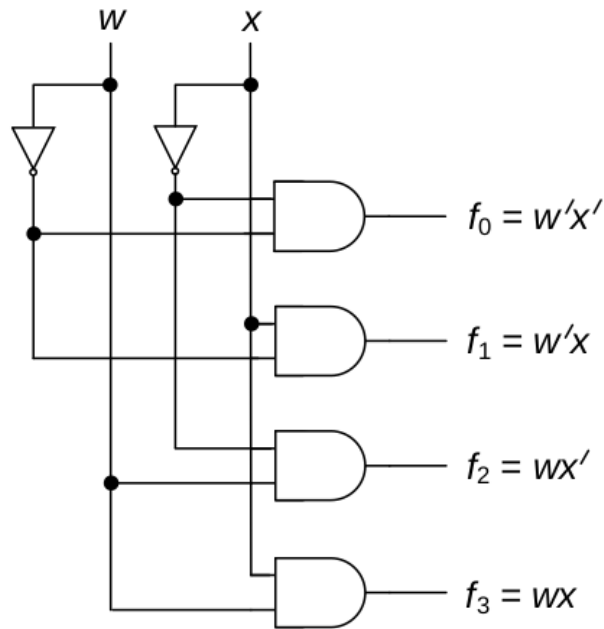 w x
f₀ = w′x′
f₁ = w′x
f₂ = wx′
f₃ = wx